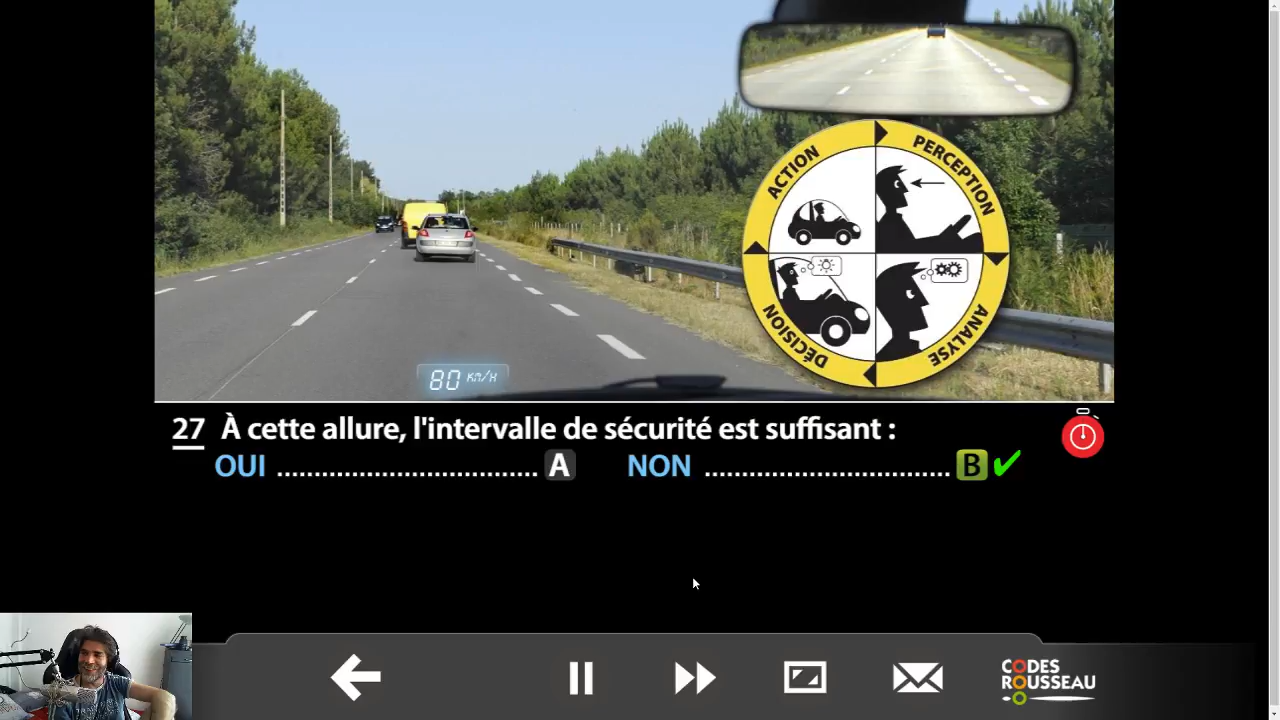 ACTION
PERCEPTION
DÉCISION
ANALYSE
80 KM/H
27 À cette allure, l'intervalle de sécurité est suffisant :
OUI ................................... A NON ................................. B ✔
CODES
ROUSSEAU